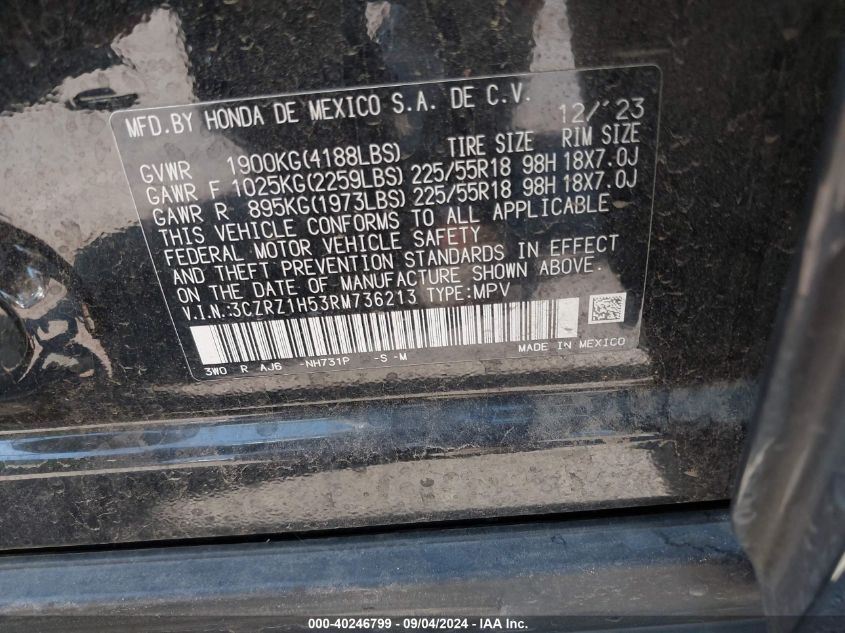 MFD.BY HONDA DE MEXICO S.A. DE C.V. 12/'23
TIRE SIZE RIM SIZE
GVWR 1900KG(4188LBS)
GAWR F 1025KG(2259LBS) 225/55R18 98H 18X7.0J
GAWR R 895KG(1973LBS) 225/55R18 98H 18X7.0J
THIS VEHICLE CONFORMS TO ALL APPLICABLE
FEDERAL MOTOR VEHICLE SAFETY
AND THEFT PREVENTION STANDARDS IN EFFECT
ON THE DATE OF MANUFACTURE SHOWN ABOVE.
V.I.N.:3CZRZ1H53RM736213 TYPE:MPV
3W0 R AJ6 -NH731P -S -M MADE IN MEXICO
000-40246799 - 09/04/2024 - IAA Inc.